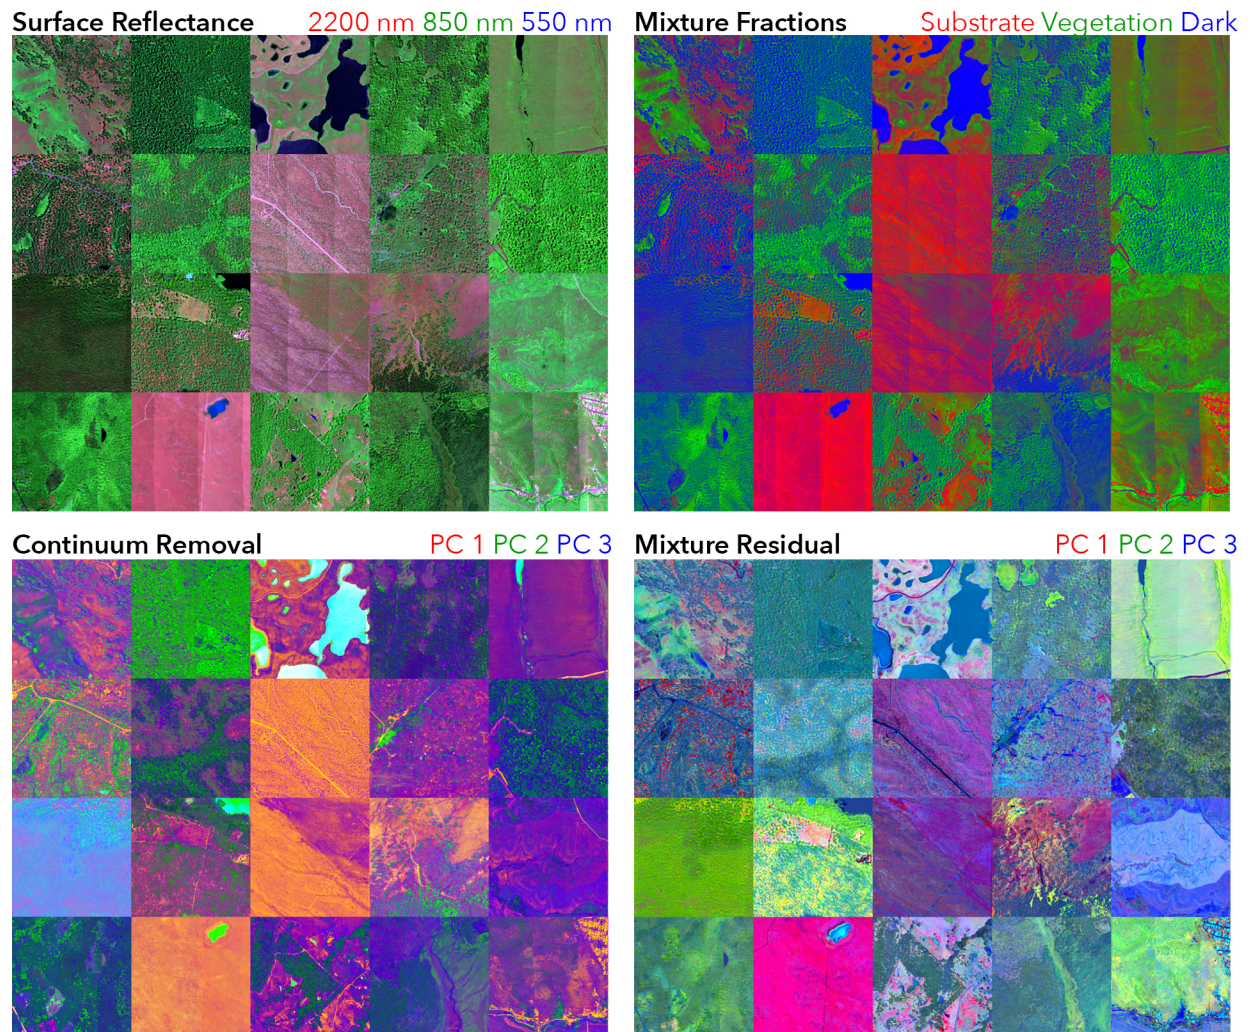 Surface Reflectance 2200 nm 850 nm 550 nm
Mixture Fractions Substrate Vegetation Dark
Continuum Removal PC 1 PC 2 PC 3
Mixture Residual PC 1 PC 2 PC 3